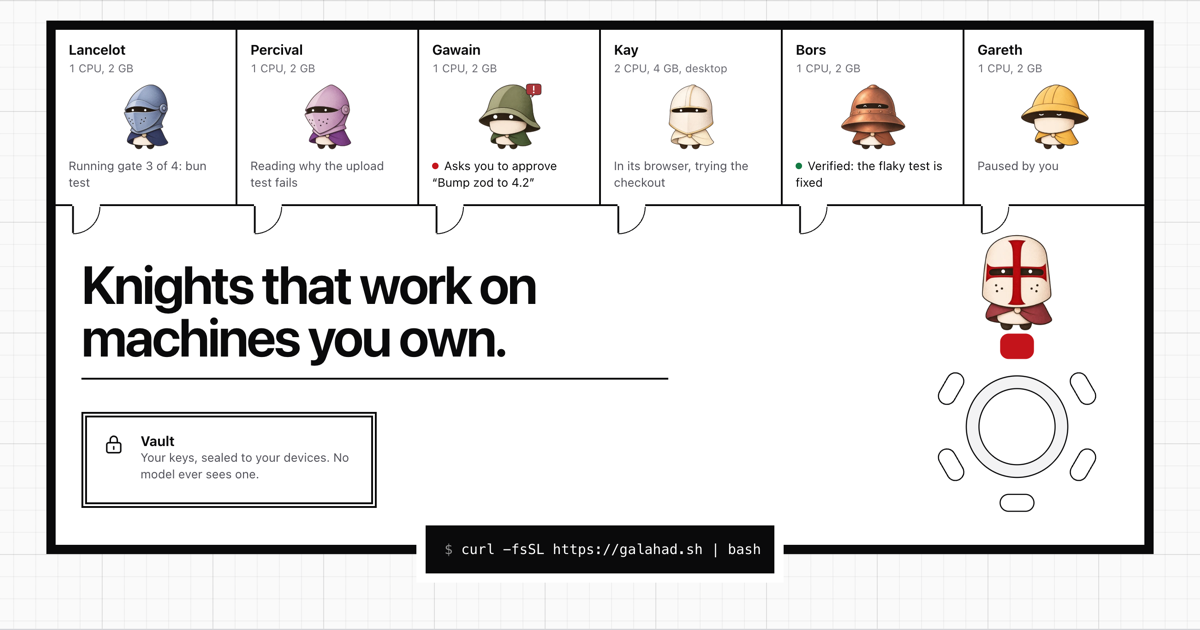 Lancelot
1 CPU, 2 GB
Running gate 3 of 4: bun
test
Percival
1 CPU, 2 GB
Reading why the upload
test fails
Gawain
1 CPU, 2 GB
!
Asks you to approve
“Bump zod to 4.2”
Kay
2 CPU, 4 GB, desktop
In its browser, trying the
checkout
Bors
1 CPU, 2 GB
Verified: the flaky test is
fixed
Gareth
1 CPU, 2 GB
Paused by you
Knights that work on
machines you own.
Vault
Your keys, sealed to your devices. No
model ever sees one.
$ curl -fsSL https://galahad.sh | bash